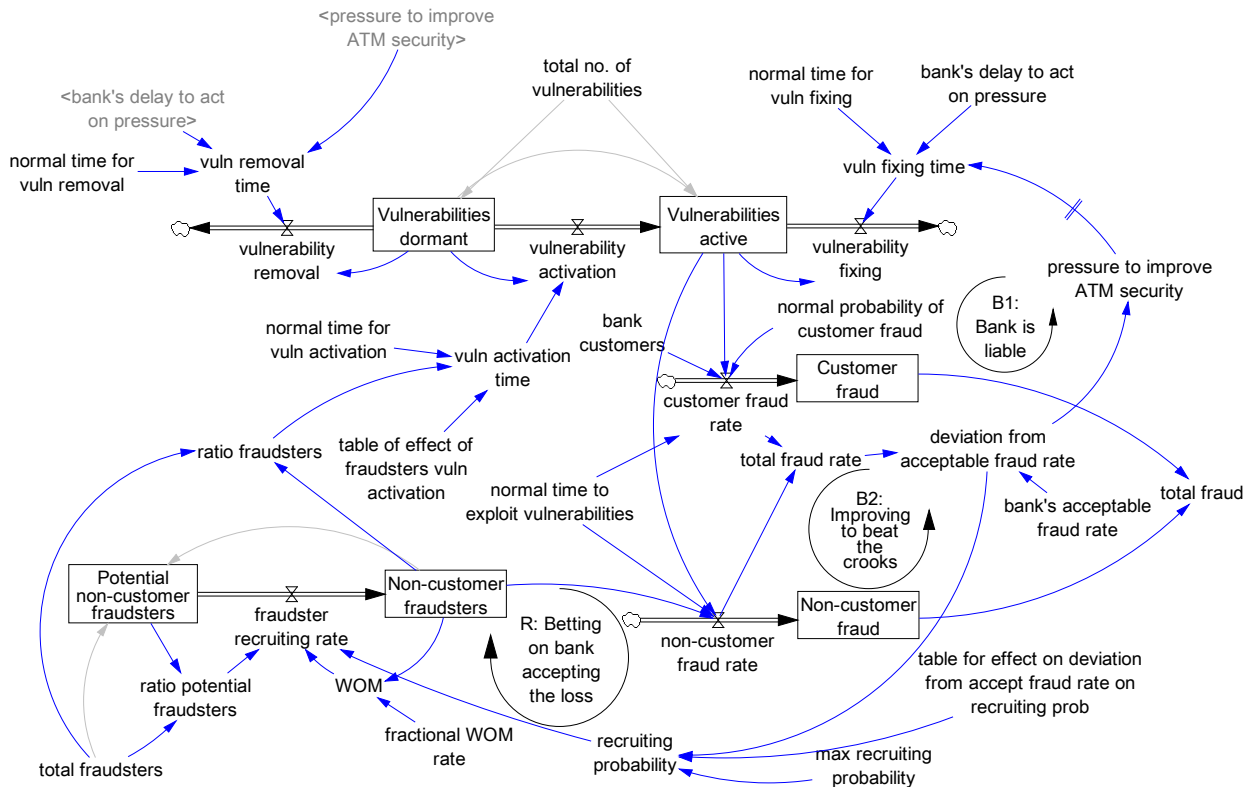 <pressure to improve
ATM security>
total no. of
vulnerabilities
normal time for
vuln fixing
bank's delay to act
on pressure
<bank's delay to act
on pressure>
normal time for
vuln removal
vuln removal
time
vuln fixing time
Vulnerabilities
dormant
Vulnerabilities
active
vulnerability
removal
vulnerability
activation
vulnerability
fixing
pressure to improve
ATM security
B1:
Bank is
liable
normal time for
vuln activation
vuln activation
time
bank
customers
normal probability of
customer fraud
Customer
fraud
customer fraud
rate
ratio fraudsters
table of effect of
fraudsters vuln
activation
total fraud rate
deviation from
acceptable fraud rate
normal time to
exploit vulnerabilities
bank's acceptable
fraud rate
total fraud
B2:
Improving
to beat
the
crooks
Potential
non-customer
fraudsters
fraudster
recruiting rate
Non-customer
fraudsters
R: Betting
on bank
accepting
the loss
non-customer
fraud rate
Non-customer
fraud
ratio potential
fraudsters
WOM
fractional WOM
rate
total fraudsters
recruiting
probability
table for effect on deviation
from accept fraud rate on
recruiting prob
max recruiting
probability